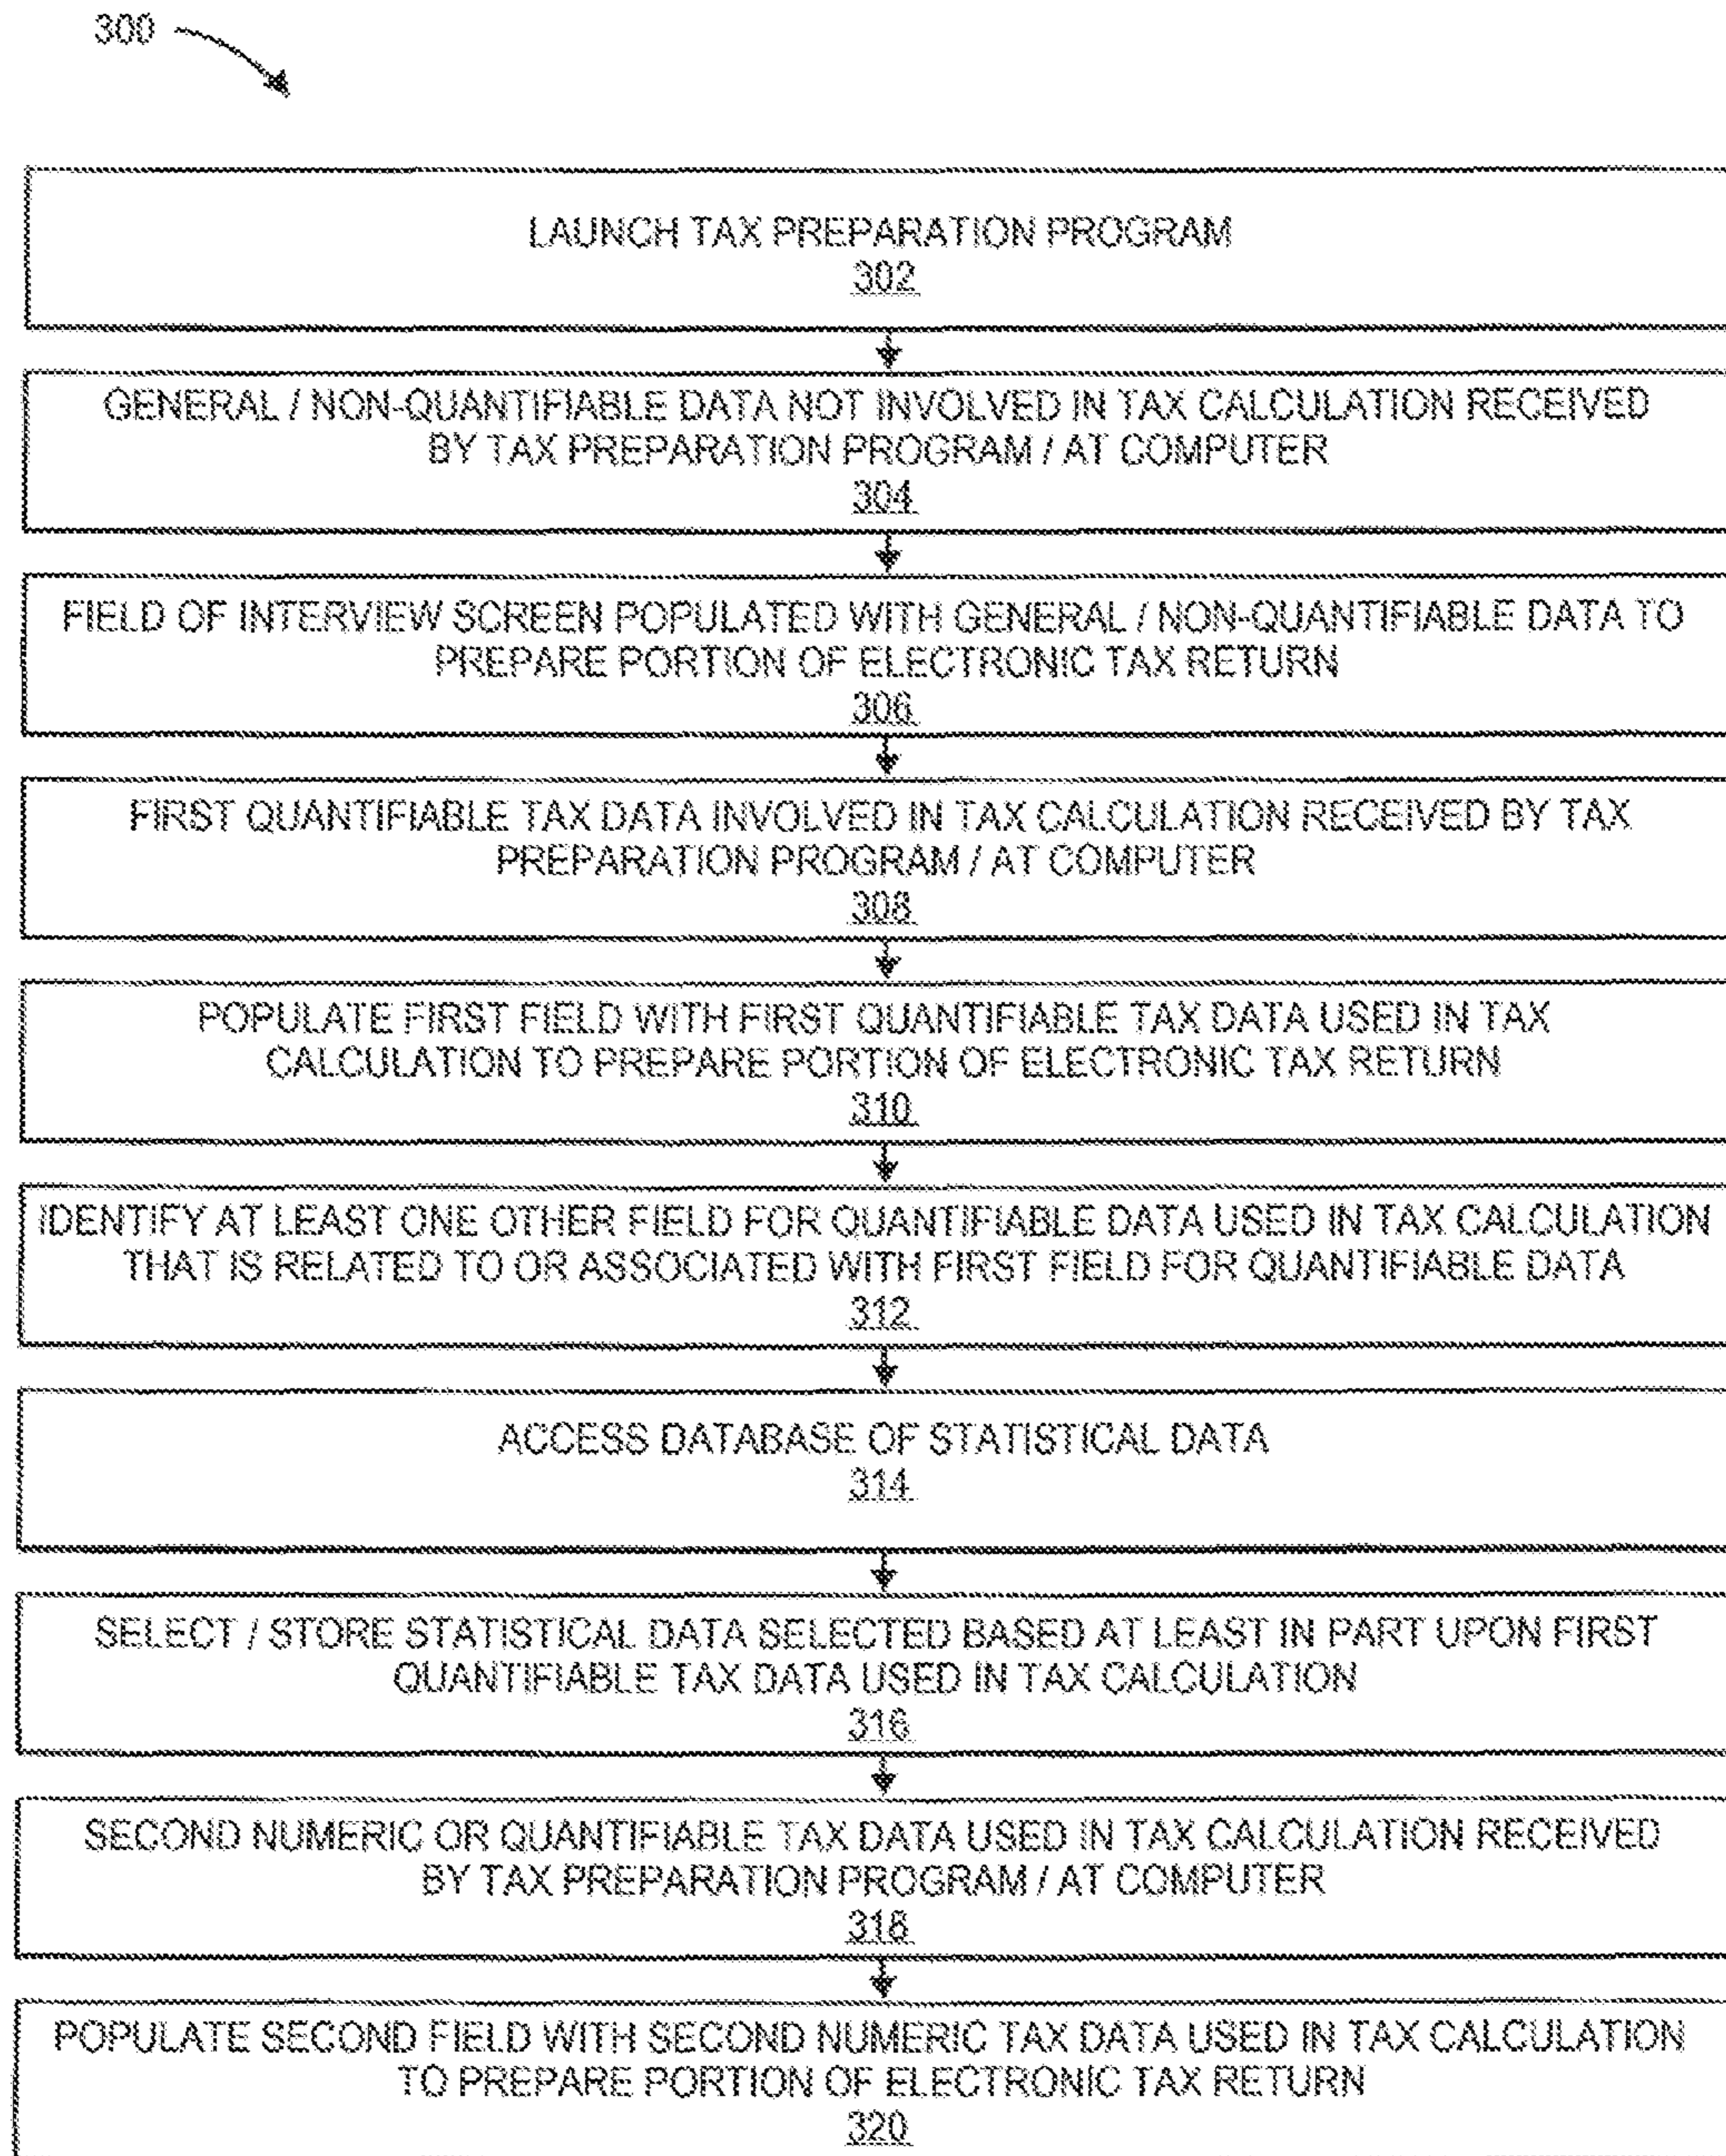 300
LAUNCH TAX PREPARATION PROGRAM
302
GENERAL / NON-QUANTIFIABLE DATA NOT INVOLVED IN TAX CALCULATION RECEIVED
BY TAX PREPARATION PROGRAM / AT COMPUTER
304
FIELD OF INTERVIEW SCREEN POPULATED WITH GENERAL / NON-QUANTIFIABLE DATA TO
PREPARE PORTION OF ELECTRONIC TAX RETURN
306
FIRST QUANTIFIABLE TAX DATA INVOLVED IN TAX CALCULATION RECEIVED BY TAX
PREPARATION PROGRAM / AT COMPUTER
308
POPULATE FIRST FIELD WITH FIRST QUANTIFIABLE TAX DATA USED IN TAX
CALCULATION TO PREPARE PORTION OF ELECTRONIC TAX RETURN
310
IDENTIFY AT LEAST ONE OTHER FIELD FOR QUANTIFIABLE DATA USED IN TAX CALCULATION
THAT IS RELATED TO OR ASSOCIATED WITH FIRST FIELD FOR QUANTIFIABLE DATA
312
ACCESS DATABASE OF STATISTICAL DATA
314
SELECT / STORE STATISTICAL DATA SELECTED BASED AT LEAST IN PART UPON FIRST
QUANTIFIABLE TAX DATA USED IN TAX CALCULATION
316
SECOND NUMERIC OR QUANTIFIABLE TAX DATA USED IN TAX CALCULATION RECEIVED
BY TAX PREPARATION PROGRAM / AT COMPUTER
318
POPULATE SECOND FIELD WITH SECOND NUMERIC TAX DATA USED IN TAX CALCULATION
TO PREPARE PORTION OF ELECTRONIC TAX RETURN
320